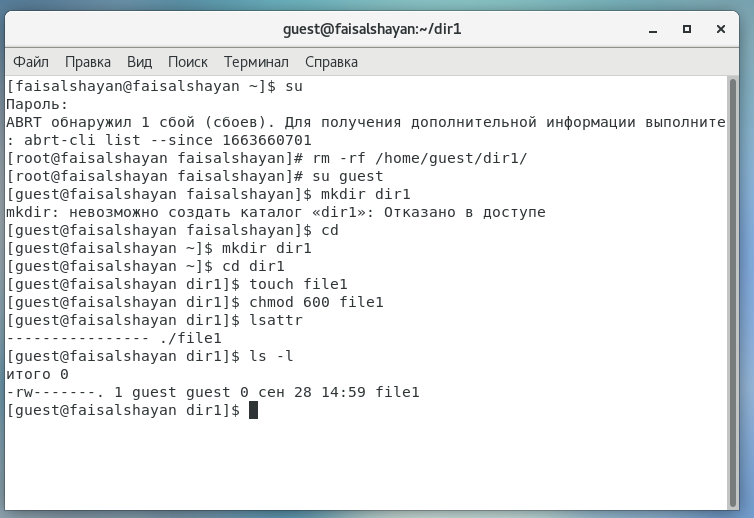 guest@faisalshayan:~/dir1
Файл Правка Вид Поиск Терминал Справка
[faisalshayan@faisalshayan ~]$ su
Пароль:
ABRT обнаружил 1 сбой (сбоев). Для получения дополнительной информации выполните
: abrt-cli list --since 1663660701
[root@faisalshayan faisalshayan]# rm -rf /home/guest/dir1/
[root@faisalshayan faisalshayan]# su guest
[guest@faisalshayan faisalshayan]$ mkdir dir1
mkdir: невозможно создать каталог «dir1»: Отказано в доступе
[guest@faisalshayan faisalshayan]$ cd
[guest@faisalshayan ~]$ mkdir dir1
[guest@faisalshayan ~]$ cd dir1
[guest@faisalshayan dir1]$ touch file1
[guest@faisalshayan dir1]$ chmod 600 file1
[guest@faisalshayan dir1]$ lsattr
---------------- ./file1
[guest@faisalshayan dir1]$ ls -l
итого 0
-rw-------. 1 guest guest 0 сен 28 14:59 file1
[guest@faisalshayan dir1]$